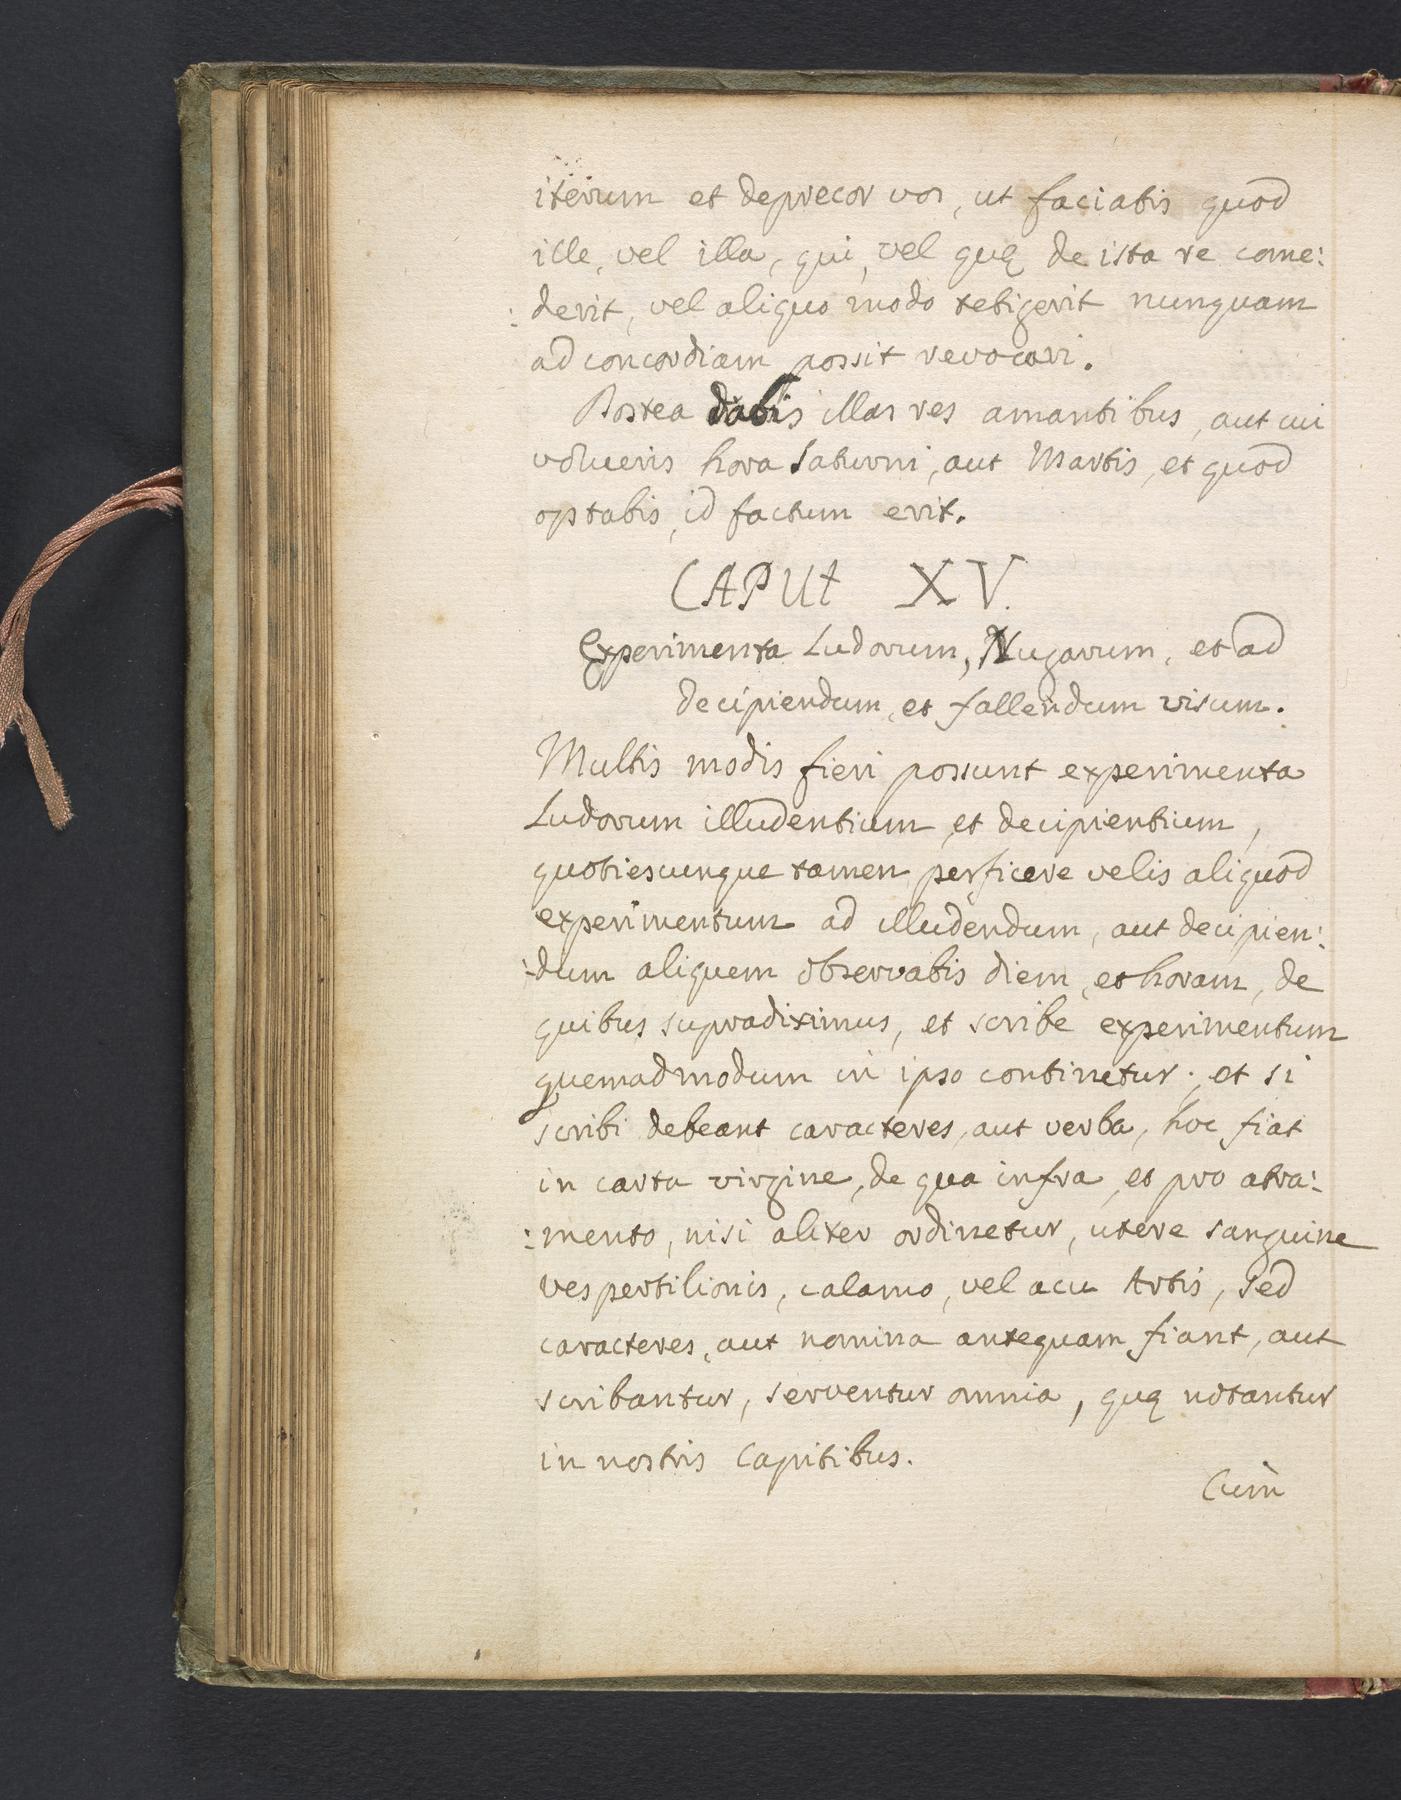 iterum et deprecor vos, ut faciatis quod
ille, vel illa, qui, vel quę de ista re come:
:derit, vel aliquo modo tetigerit nunquam
ad concordiam possit revocari.
Postea dabis illas res amantibus, aut cui
volueris hora Saturni, aut Martis, et quod
optabis, id factum erit.
CAPUt XV.
Experimenta Ludorum, Nugarum, et ad
decipiendum, et fallendum visum.
Multis modis fieri possunt experimenta
Ludorum illudentium, et decipientium,
quotiescunque tamen perficere velis aliquod
experimentum ad illudendum, aut decipien:
:dum aliquem observabis diem, et horam, de
quibus supradiximus, et scribe experimentum
quemadmodum in ipso continetur; et si
scribi debeant caracteres, aut verba, hoc fiat
in carta virgine, de qua infra, et pro atra:
:mento, nisi aliter ordinetur, utere sanguine
vespertilionis, calamo, vel acu Artis, sed
caracteres, aut nomina antequam fiant, aut
scribantur, serventur omnia, quę notantur
in nostris Capitibus.
Cum